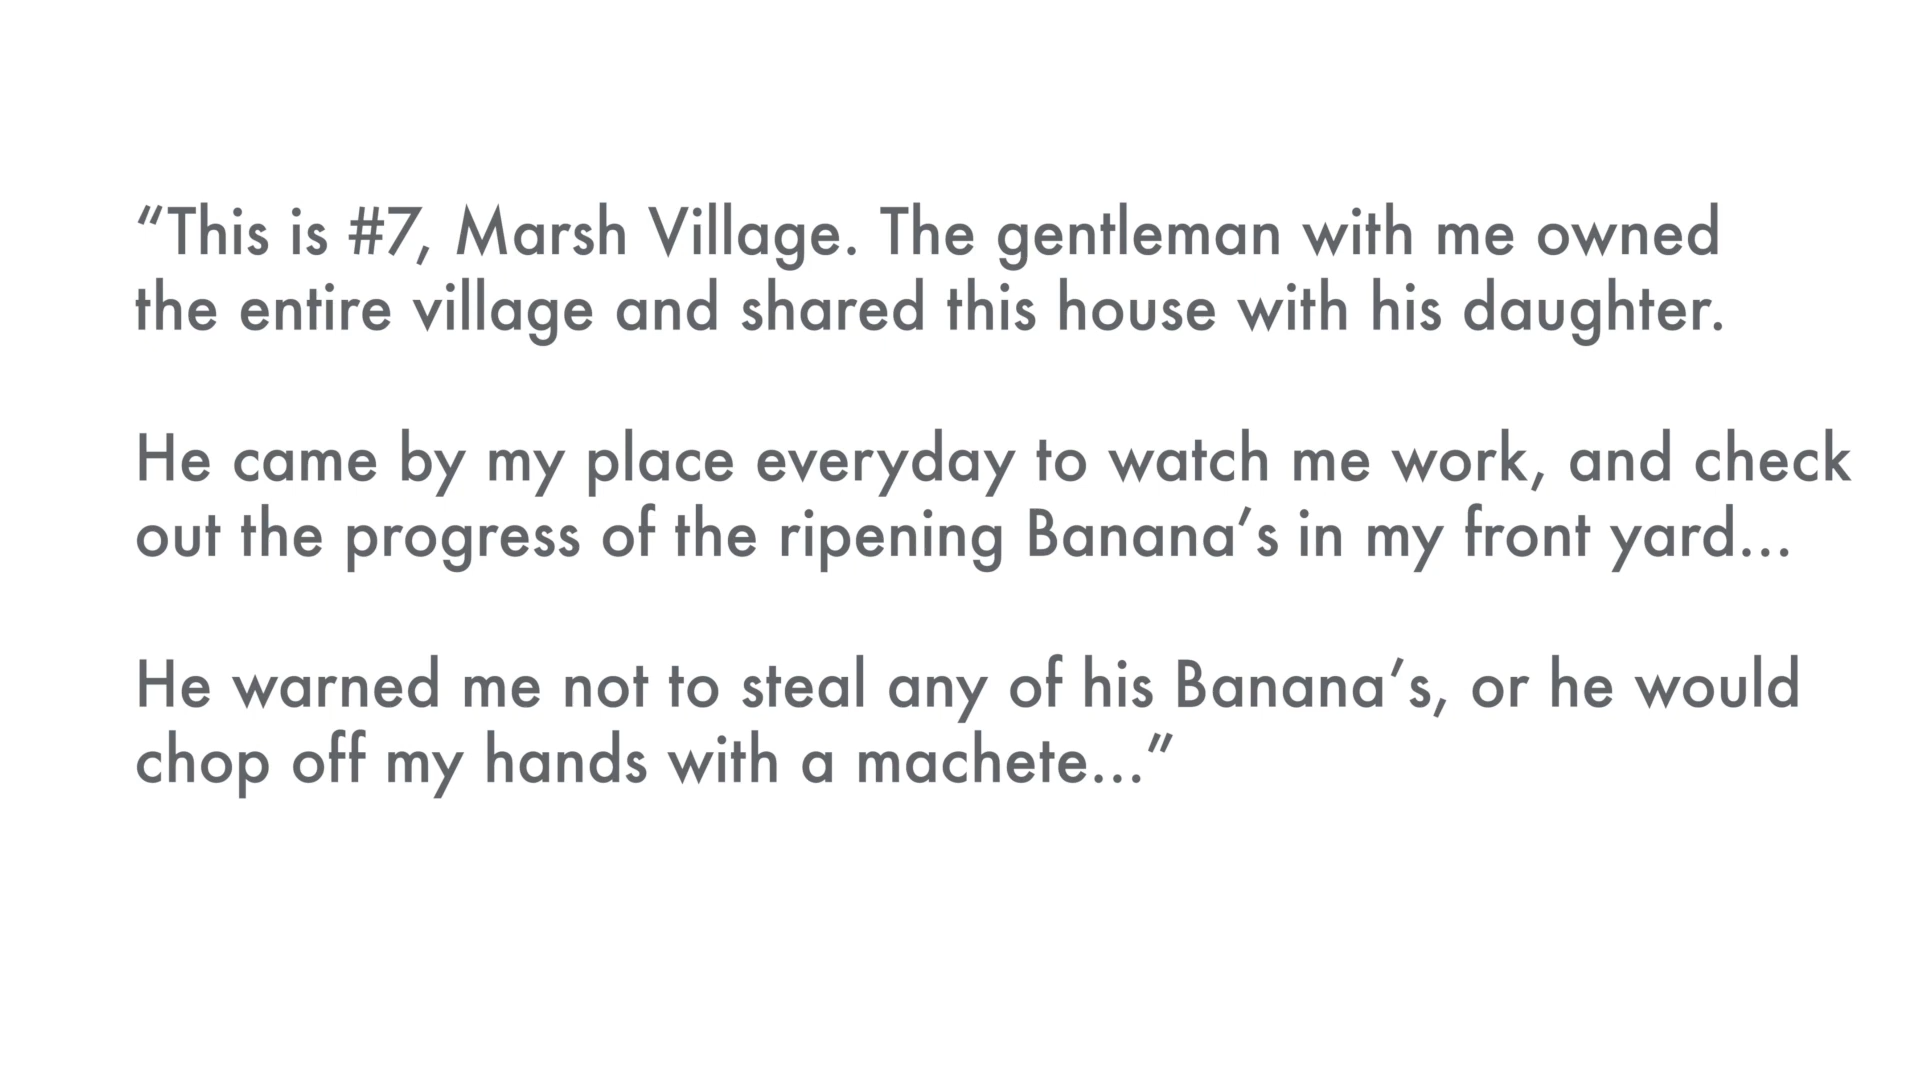 “This is #7, Marsh Village. The gentleman with me owned
the entire village and shared this house with his daughter.
He came by my place everyday to watch me work, and check
out the progress of the ripening Banana’s in my front yard...
He warned me not to steal any of his Banana’s, or he would
chop off my hands with a machete...”